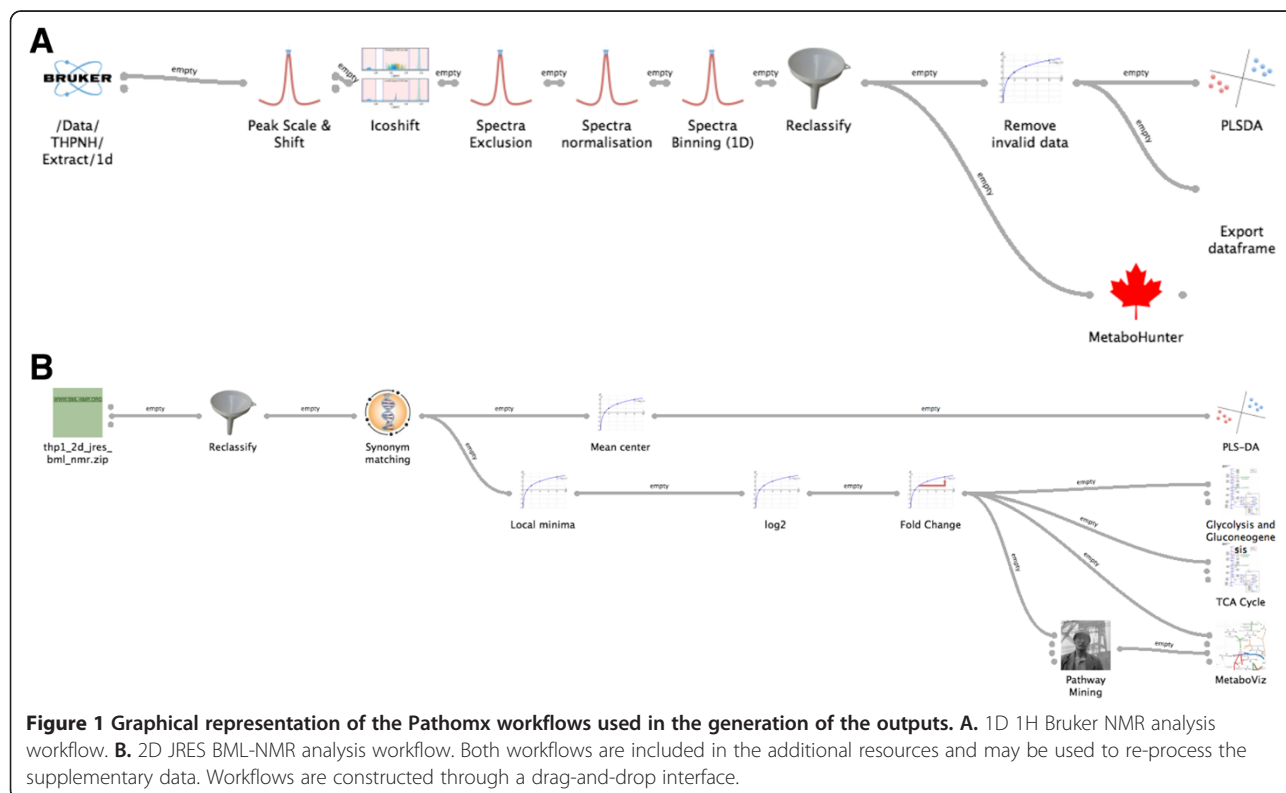 A
BRUKER
empty
empty
empty
empty
empty
empty
empty
empty
empty
empty
/Data/
THPNH/
Extract/1d
Peak Scale &
Shift
Icoshift
Spectra
Exclusion
Spectra
normalisation
Spectra
Binning (1D)
Reclassify
Remove
invalid data
PLSDA
Export
dataframe
MetaboHunter
B
empty
empty
empty
empty
empty
thp1_2d_jres_
bml_nmr.zip
Reclassify
Synonym
matching
Mean center
PLS-DA
empty
empty
empty
empty
empty
empty
Local minima
log2
Fold Change
Glycolysis and
Gluconeogene
sis
TCA Cycle
empty
empty
Pathway
Mining
MetaboViz
Figure 1 Graphical representation of the Pathomx workflows used in the generation of the outputs. A. 1D 1H Bruker NMR analysis
workflow. B. 2D JRES BML-NMR analysis workflow. Both workflows are included in the additional resources and may be used to re-process the
supplementary data. Workflows are constructed through a drag-and-drop interface.